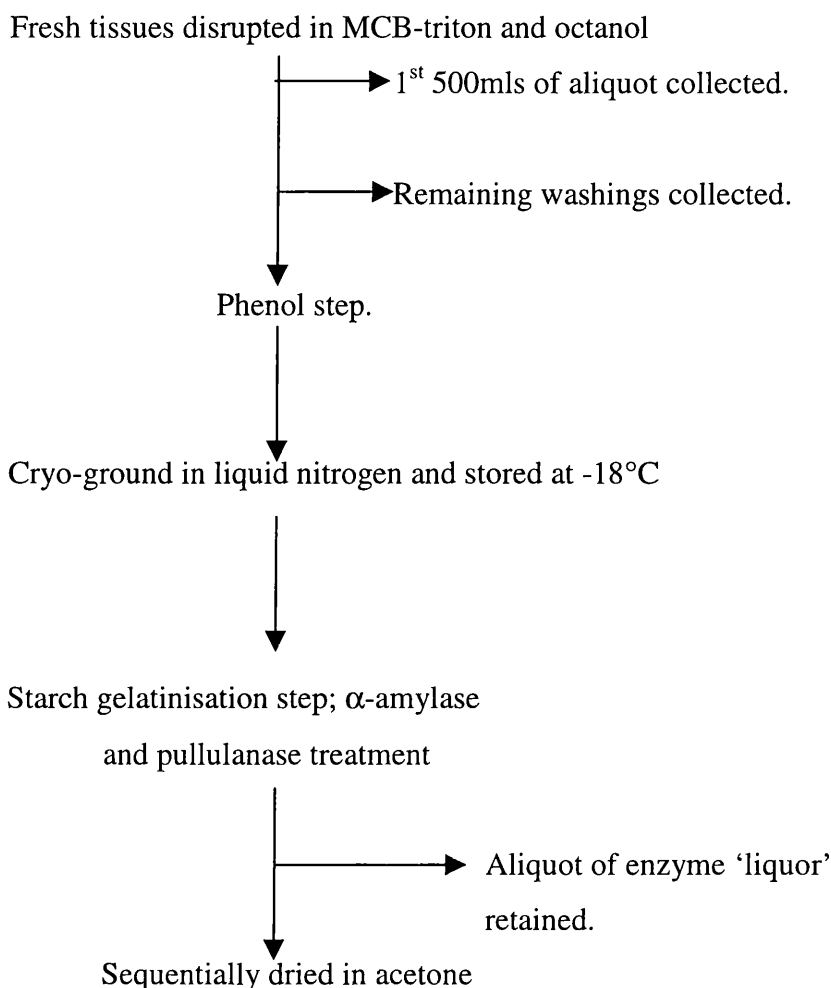 Fresh tissues disrupted in MCB-triton and octanol
1st 500mls of aliquot collected.
Remaining washings collected.
Phenol step.
Cryo-ground in liquid nitrogen and stored at -18°C
Starch gelatinisation step; α-amylase
and pullulanase treatment
Aliquot of enzyme ‘liquor’
retained.
Sequentially dried in acetone